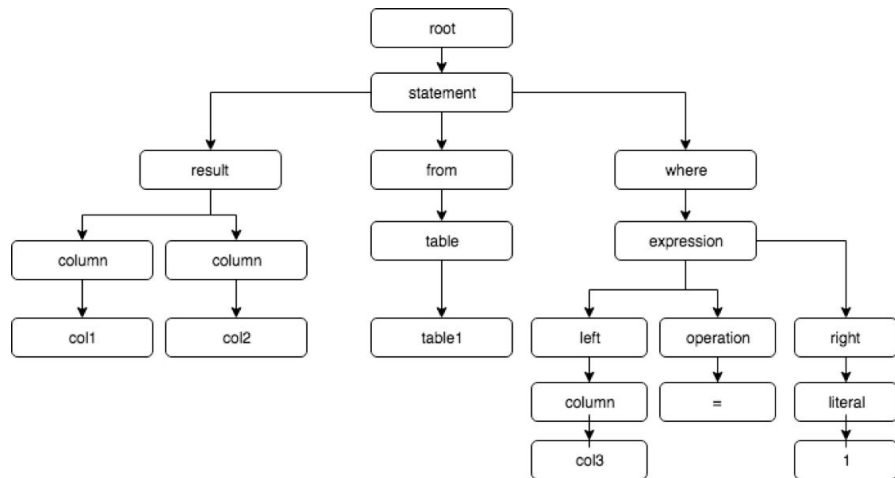 root
statement
result
from
where
column
column
table
expression
col1
col2
table1
left
operation
right
column
=
literal
col3
1